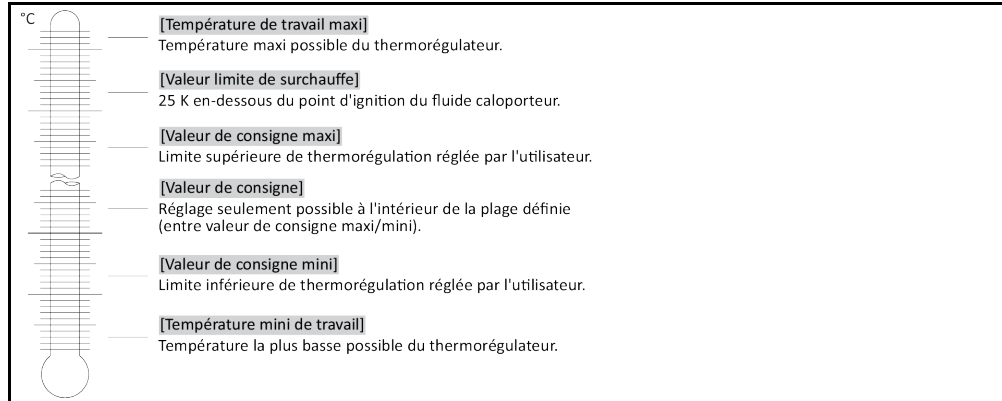 °C
[Température de travail maxi]
Température maxi possible du thermorégulateur.
[Valeur limite de surchauffe]
25 K en-dessous du point d'ignition du fluide caloporteur.
[Valeur de consigne maxi]
Limite supérieure de thermorégulation réglée par l'utilisateur.
[Valeur de consigne]
Réglage seulement possible à l'intérieur de la plage définie
(entre valeur de consigne maxi/mini).
[Valeur de consigne mini]
Limite inférieure de thermorégulation réglée par l'utilisateur.
[Température mini de travail]
Température la plus basse possible du thermorégulateur.